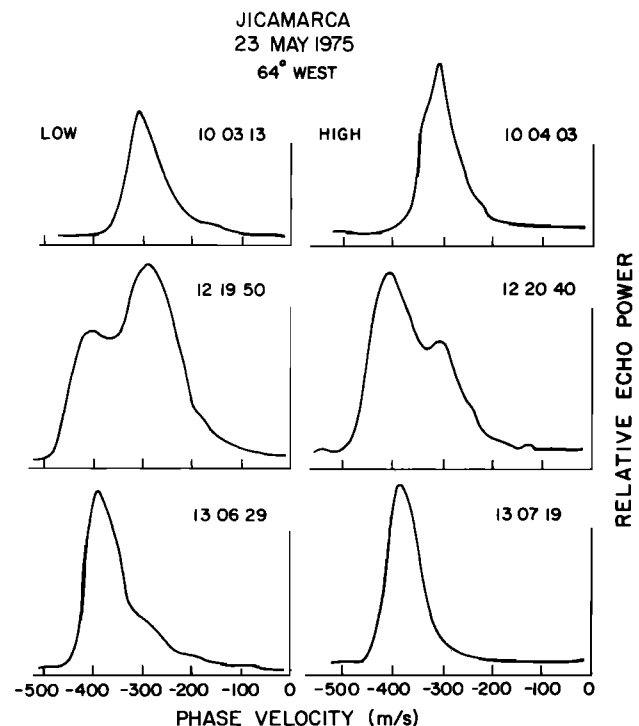 JICAMARCA
23 MAY 1975
64° WEST
LOW 10 03 13 HIGH 10 04 03
12 19 50 12 20 40
13 06 29 13 07 19
RELATIVE ECHO POWER
-500 -400 -300 -200 -100 0 -500 -400 -300 -200 -100 0
PHASE VELOCITY (m/s)